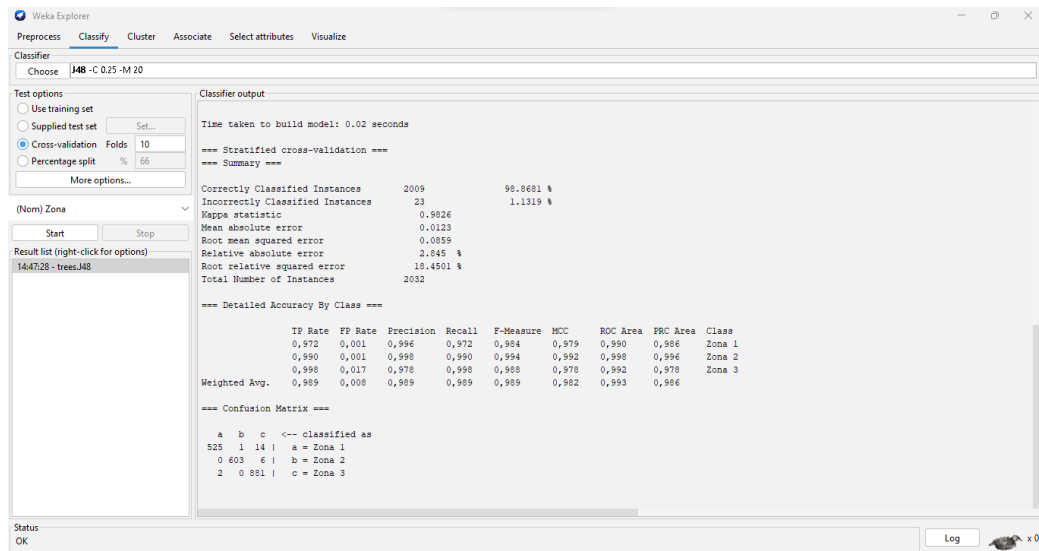 Weka Explorer
Preprocess Classify Cluster Associate Select attributes Visualize
Classifier
Choose J48 -C 0.25 -M 20
Test options
Use training set
Supplied test set Set...
Cross-validation Folds 10
Percentage split % 66
More options...
(Nom) Zona
Start Stop
Result list (right-click for options)
14:47:28 - trees.J48
Classifier output
Time taken to build model: 0.02 seconds
=== Stratified cross-validation ===
=== Summary ===
Correctly Classified Instances 2009 98.8681 %
Incorrectly Classified Instances 23 1.1319 %
Kappa statistic 0.9826
Mean absolute error 0.0123
Root mean squared error 0.0859
Relative absolute error 2.845 %
Root relative squared error 18.4501 %
Total Number of Instances 2032
=== Detailed Accuracy By Class ===
TP Rate FP Rate Precision Recall F-Measure MCC ROC Area PRC Area Class
0,972 0,001 0,996 0,972 0,984 0,979 0,990 0,986 Zona 1
0,990 0,001 0,998 0,990 0,994 0,992 0,998 0,996 Zona 2
0,998 0,017 0,978 0,998 0,988 0,978 0,992 0,978 Zona 3
Weighted Avg. 0,989 0,008 0,989 0,989 0,989 0,982 0,993 0,986
=== Confusion Matrix ===
a b c <-- classified as
525 1 14 | a = Zona 1
0 603 6 | b = Zona 2
2 0 881 | c = Zona 3
Status
OK
Log
x 0